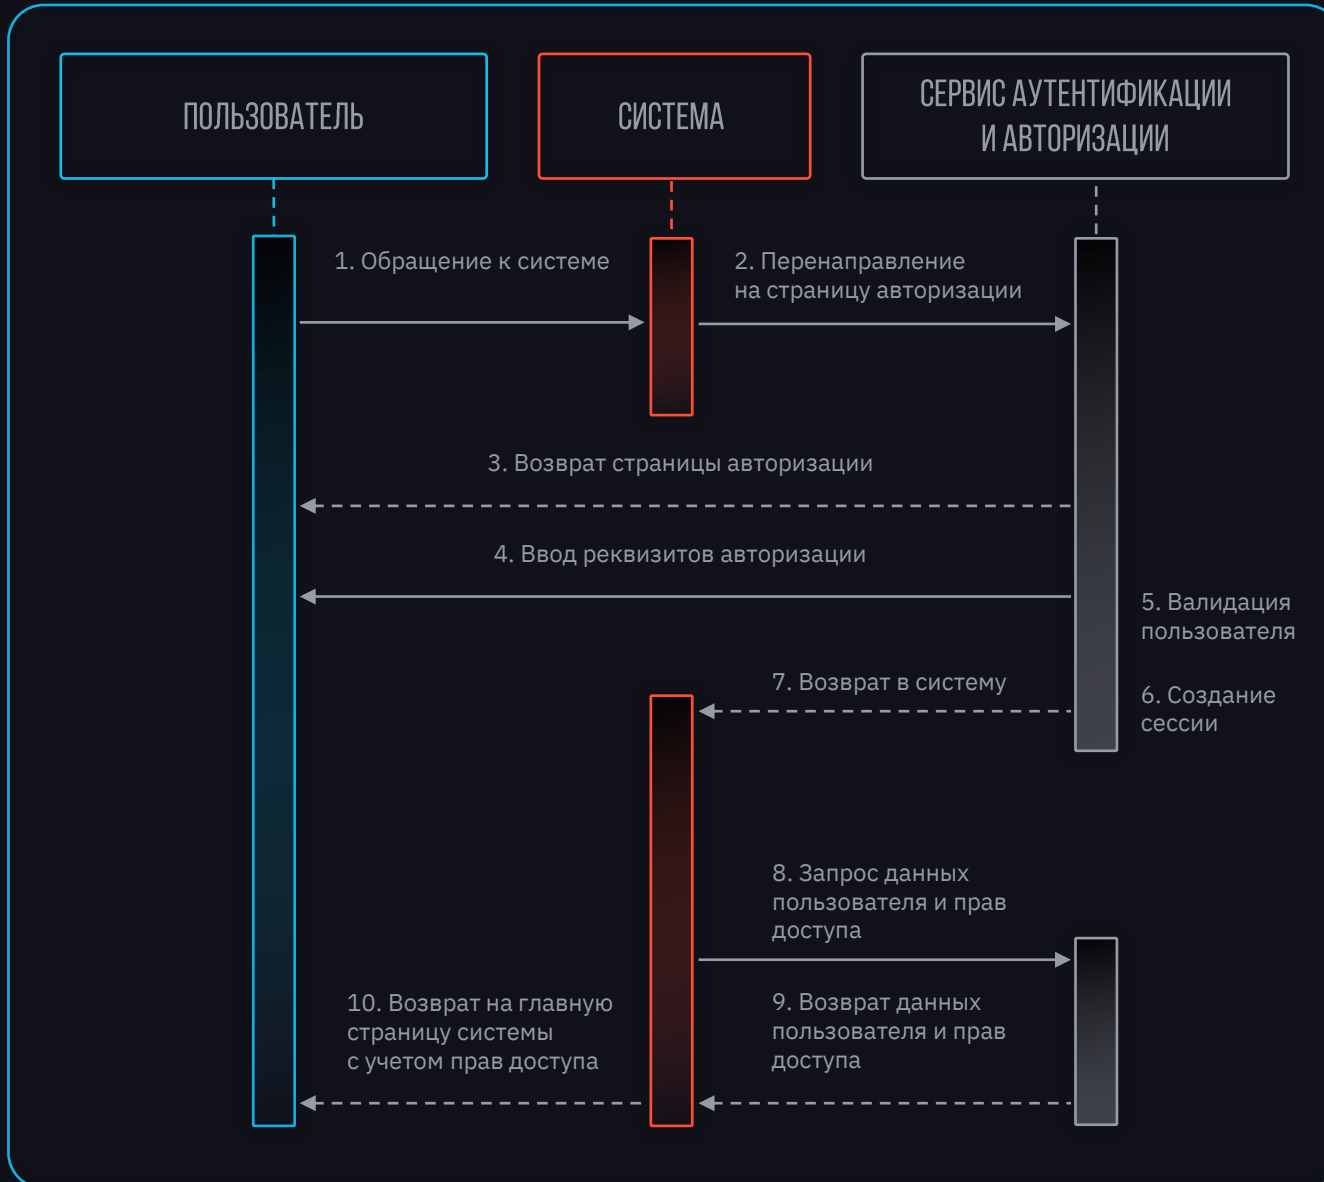 ПОЛЬЗОВАТЕЛЬ
СИСТЕМА
СЕРВИС АУТЕНТИФИКАЦИИ
И АВТОРИЗАЦИИ
1. Обращение к системе
2. Перенаправление
на страницу авторизации
3. Возврат страницы авторизации
4. Ввод реквизитов авторизации
5. Валидация
пользователя
7. Возврат в систему
6. Создание
сессии
8. Запрос данных
пользователя и прав
доступа
10. Возврат на главную
страницу системы
с учетом прав доступа
9. Возврат данных
пользователя и прав
доступа